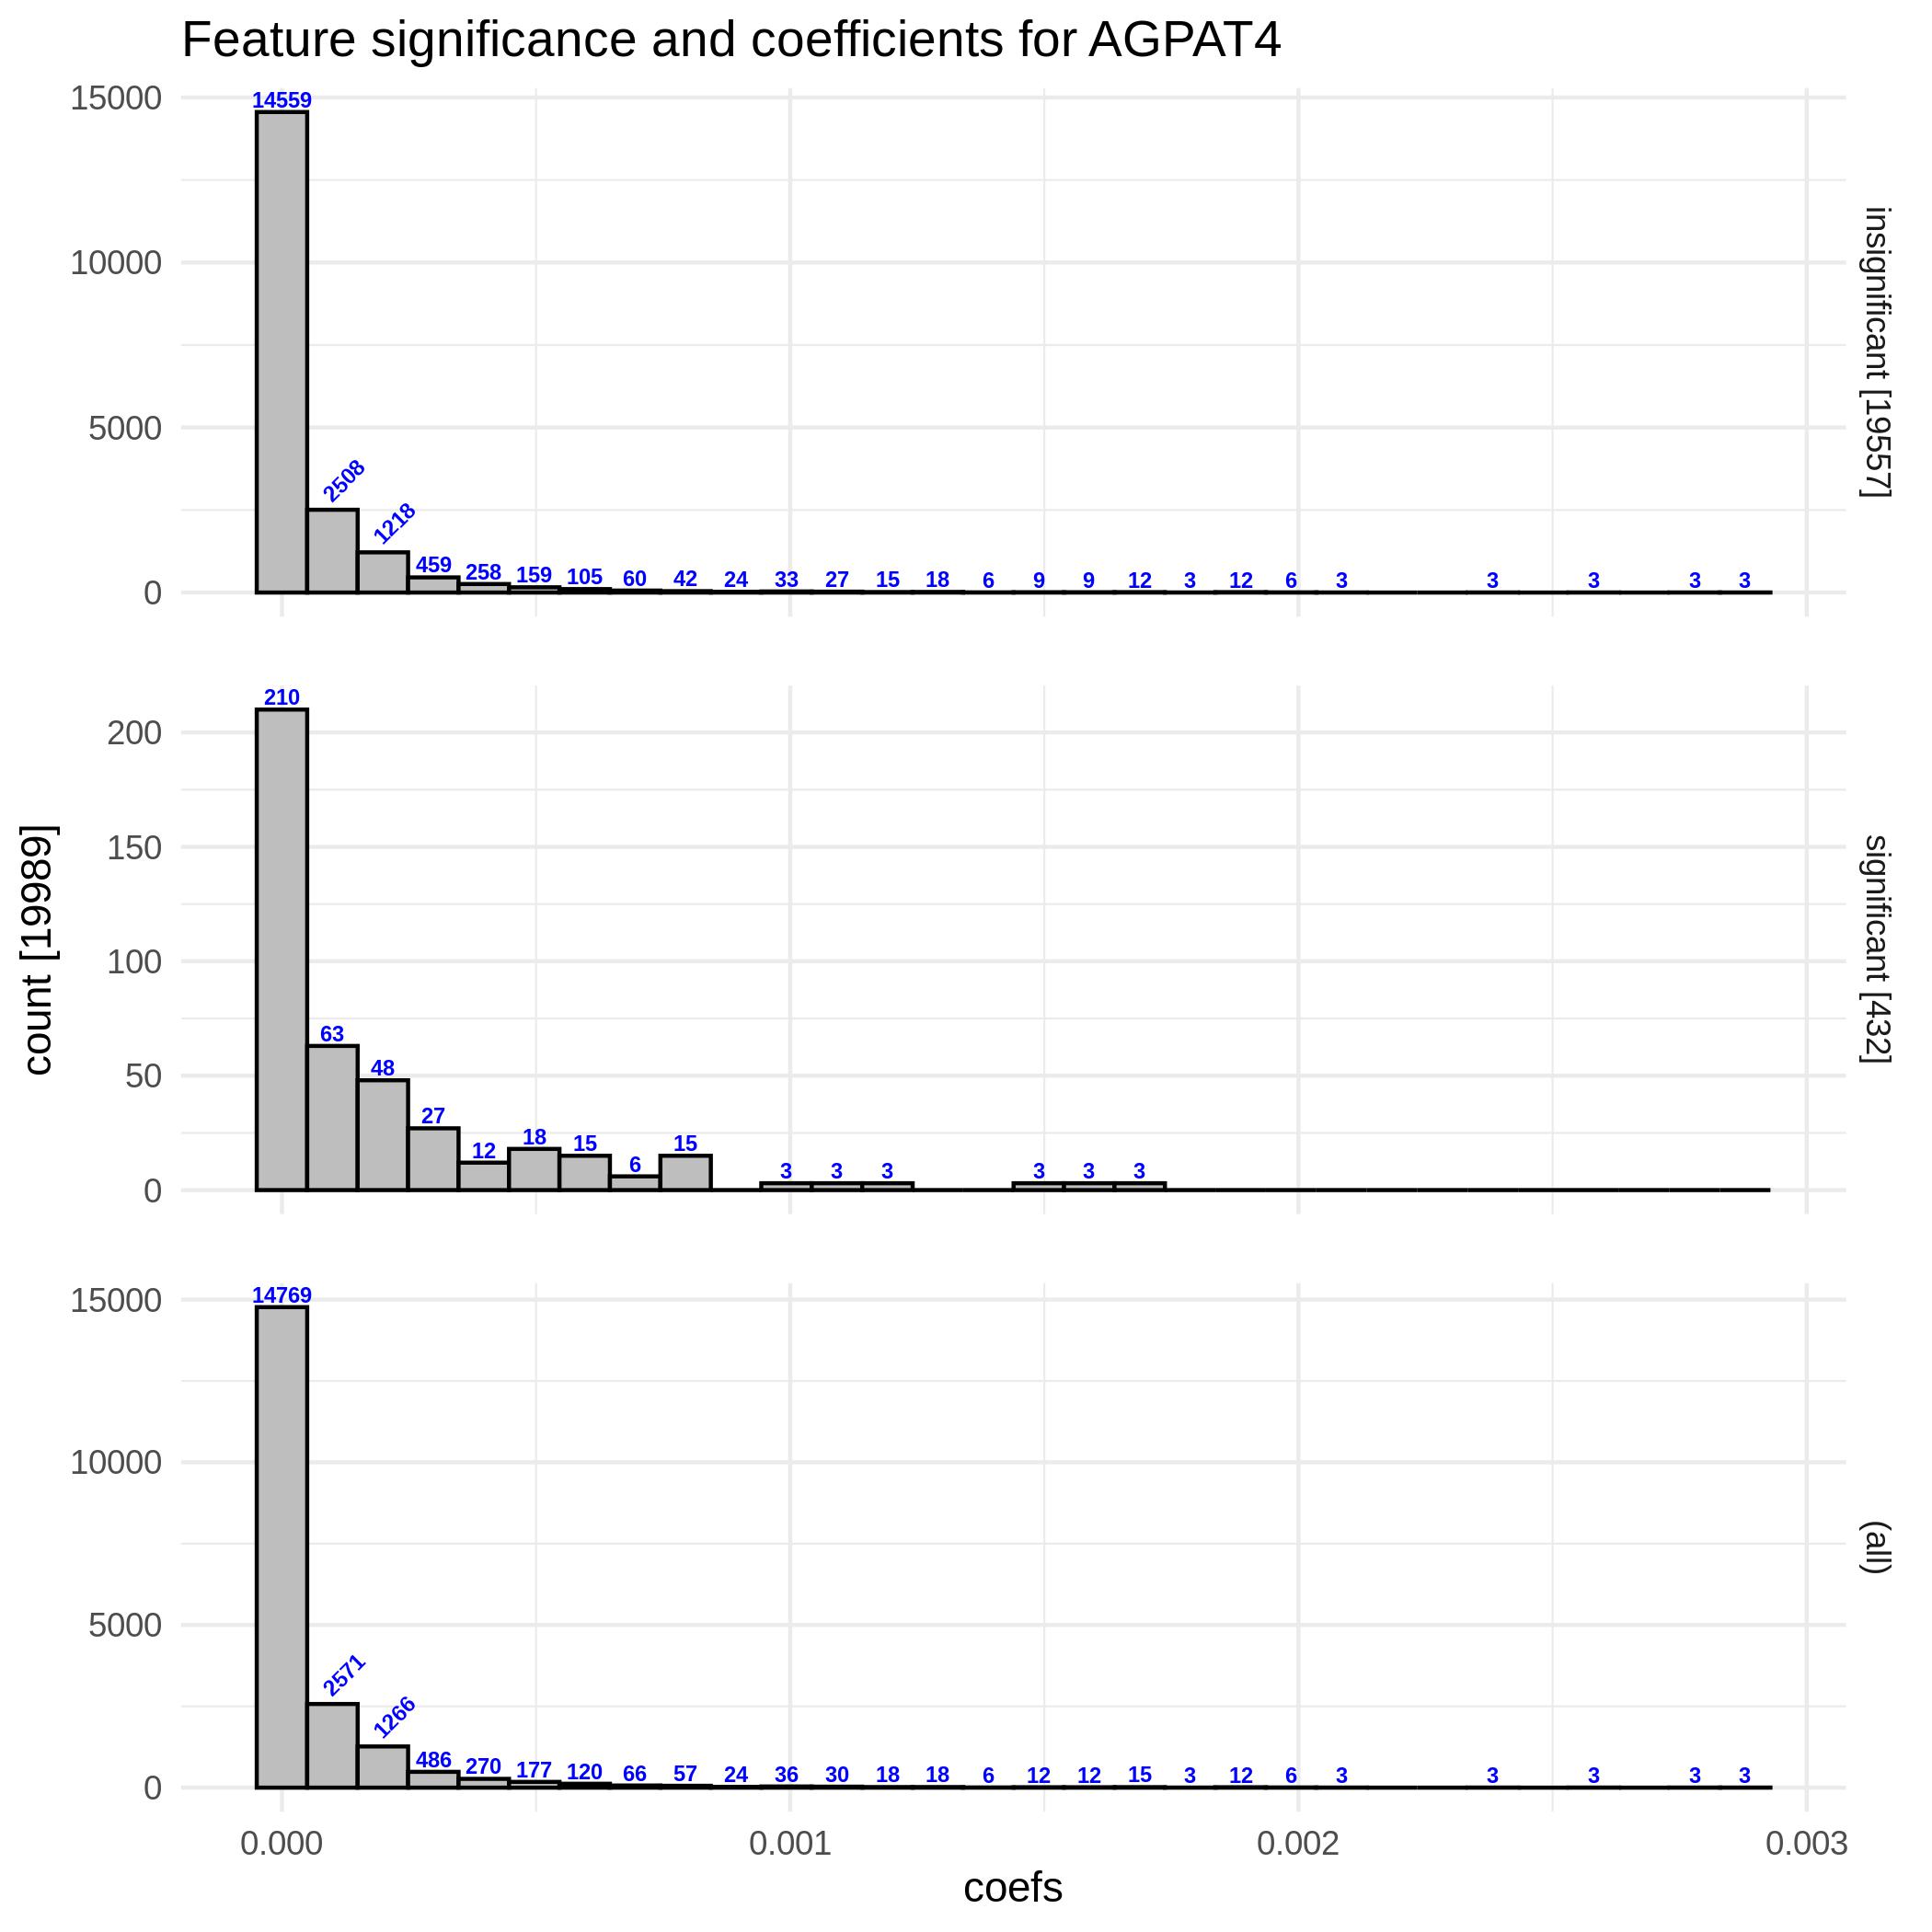 Feature significance and coefficients for AGPAT4
count [19989]
15000
10000
5000
0
14559
2508
1218
459 258 159 105 60 42 24 33 27 15 18 6 9 9 12 3 12 6 3 3 3 3 3
insignificant [19557]
200
150
100
50
0
210
63
48
27
12
18
15
6
15
3 3 3 3 3 3
significant [432]
15000
10000
5000
0
14769
2571
1266
486 270 177 120 66 57 24 36 30 18 18 6 12 12 15 3 12 6 3 3 3 3 3
(all)
0.000 0.001 0.002 0.003
coefs